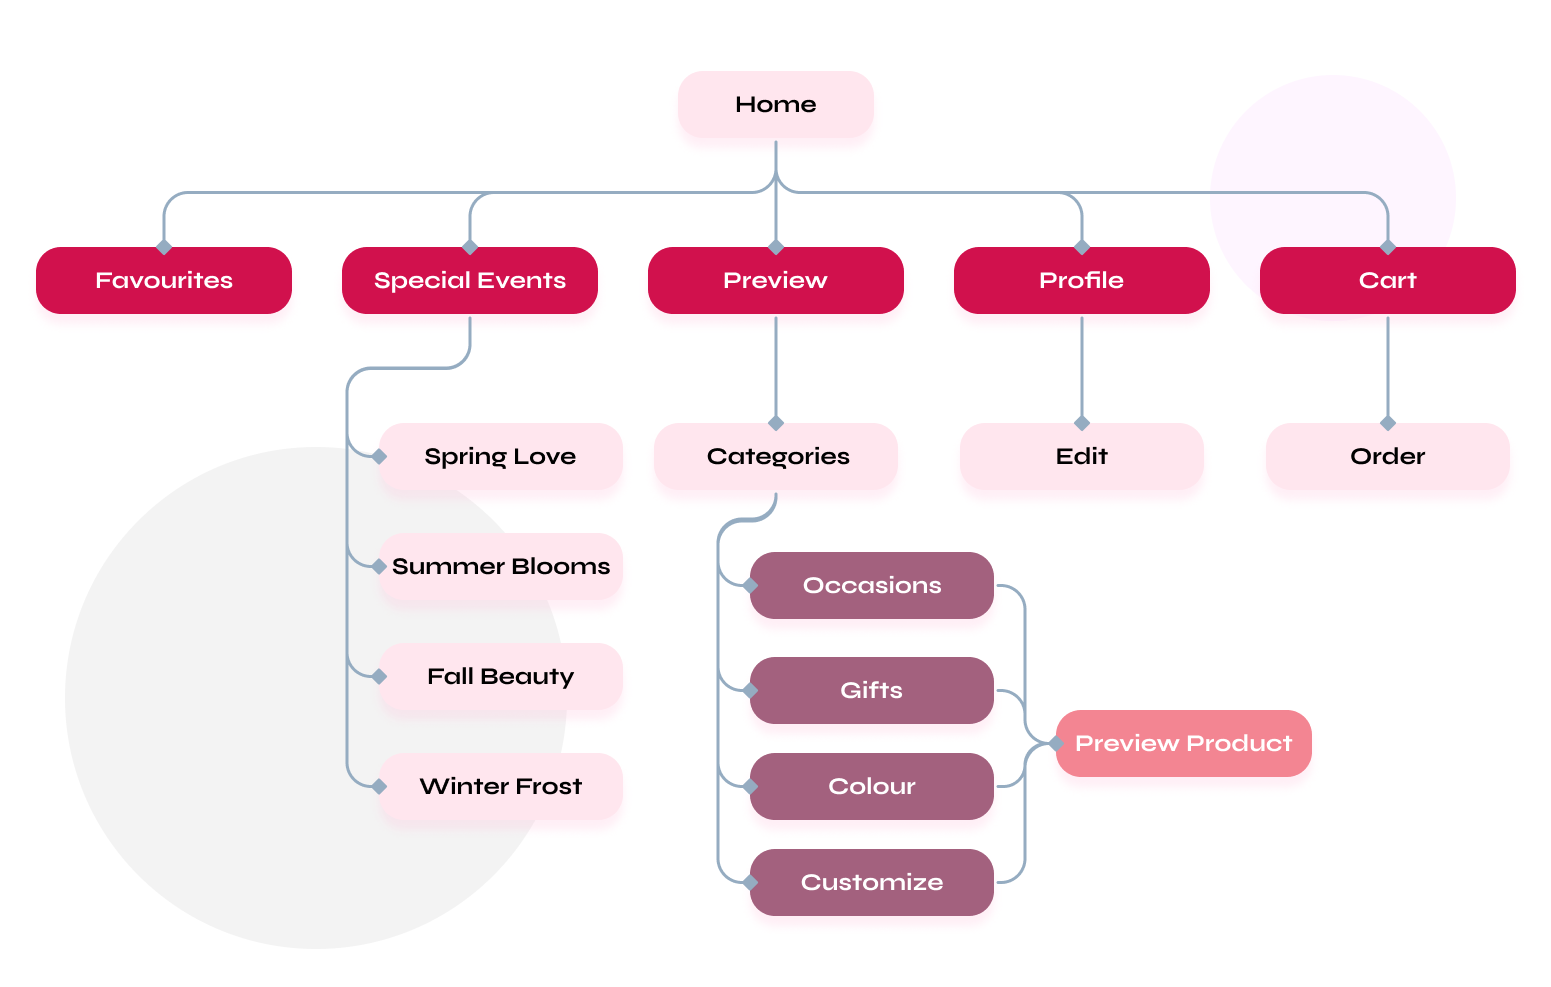 Home
Favourites
Special Events
Preview
Profile
Cart
Spring Love
Categories
Edit
Order
Summer Blooms
Occasions
Fall Beauty
Gifts
Preview Product
Winter Frost
Colour
Customize